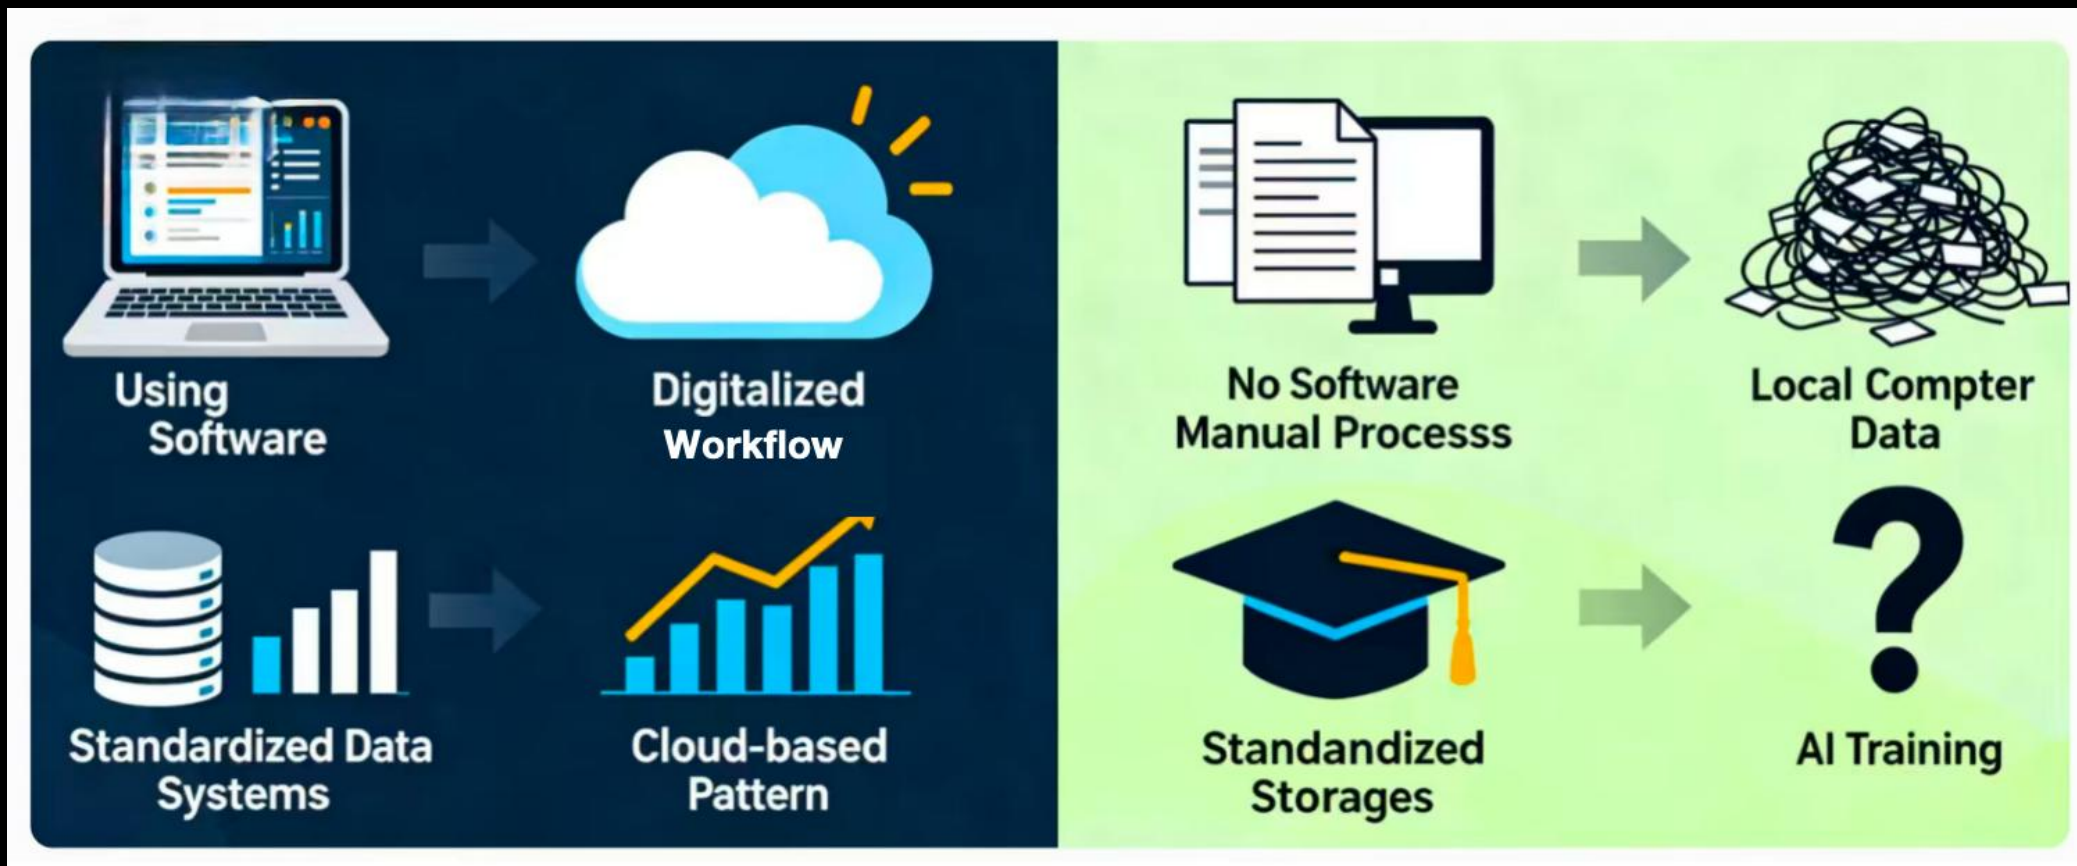 Using
Software
Digitalized
Workflow
No Software
Manual Processs
Local Compter
Data
Standardized Data
Systems
Cloud-based
Pattern
Standandized
Storages
AI Training